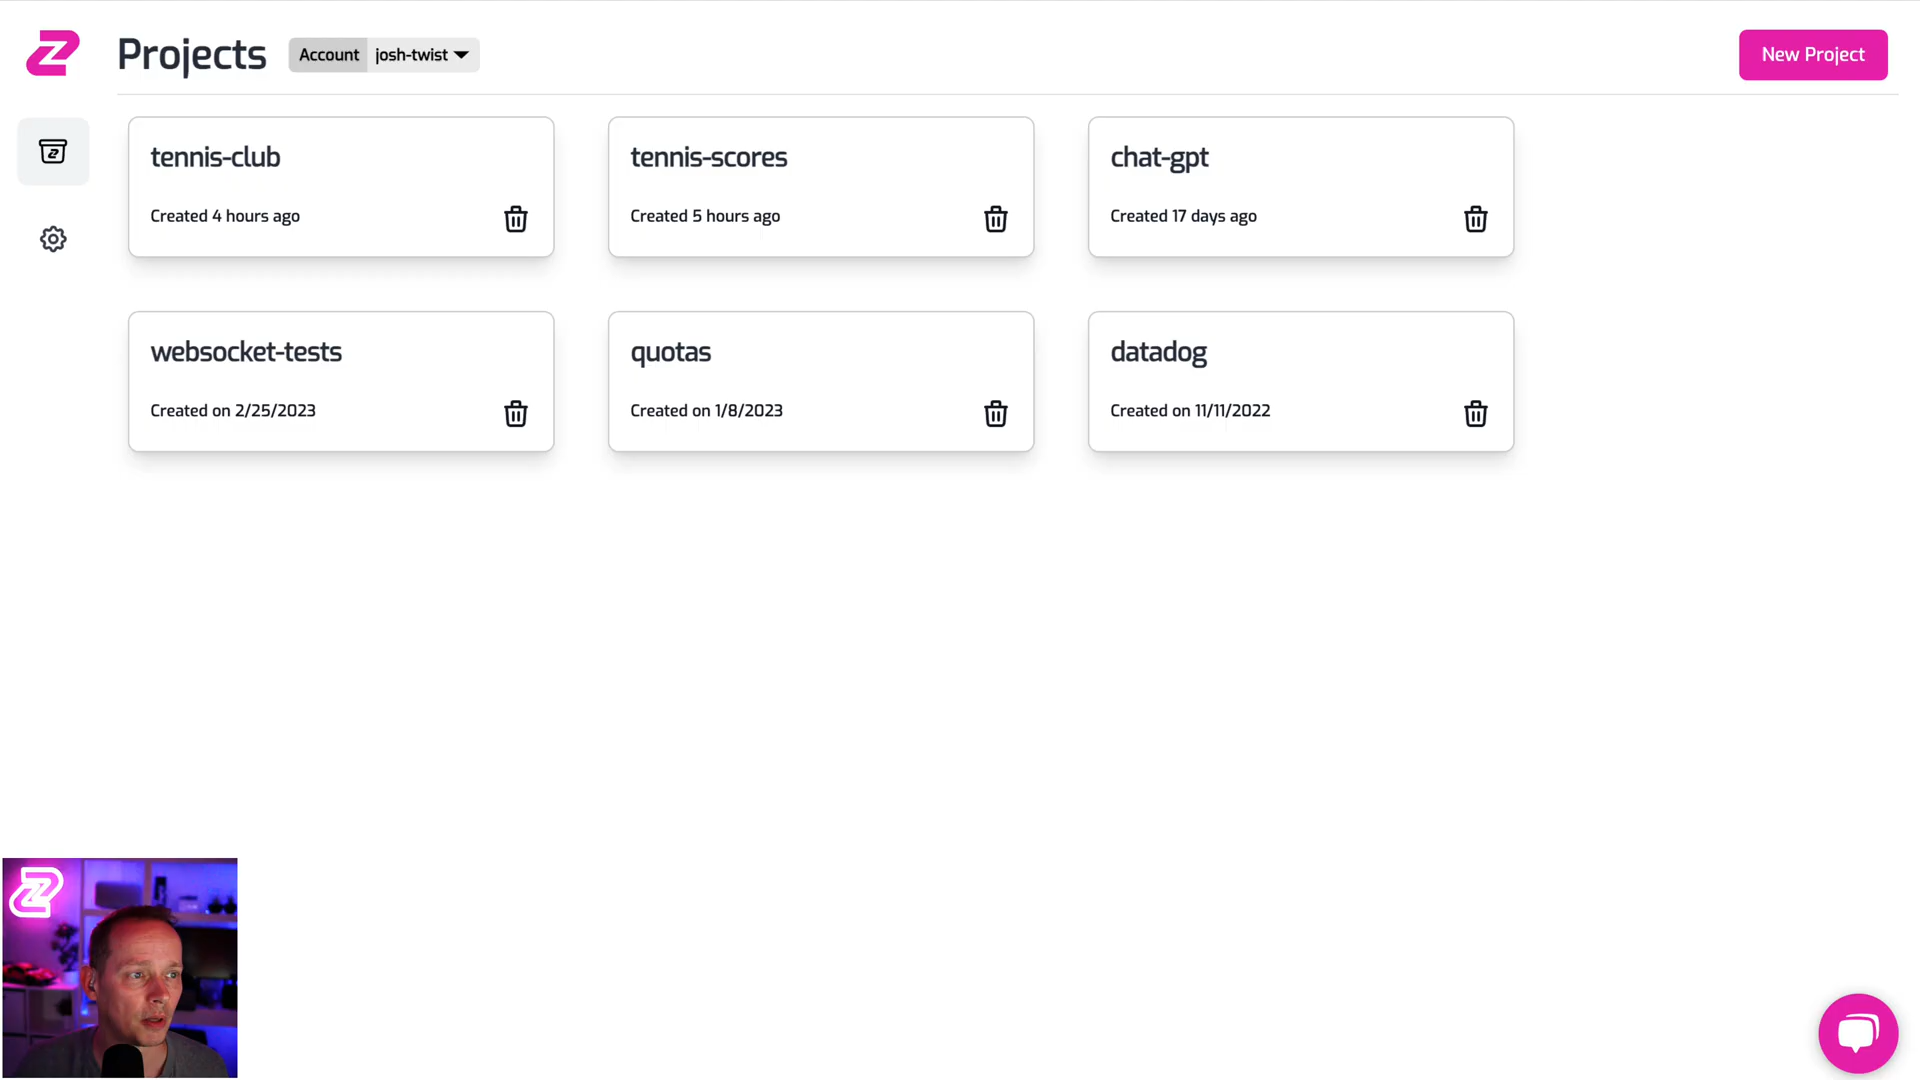 Projects
Account josh-twist
New Project
tennis-club
Created 4 hours ago
tennis-scores
Created 5 hours ago
chat-gpt
Created 17 days ago
websocket-tests
Created on 2/25/2023
quotas
Created on 1/8/2023
datadog
Created on 11/11/2022